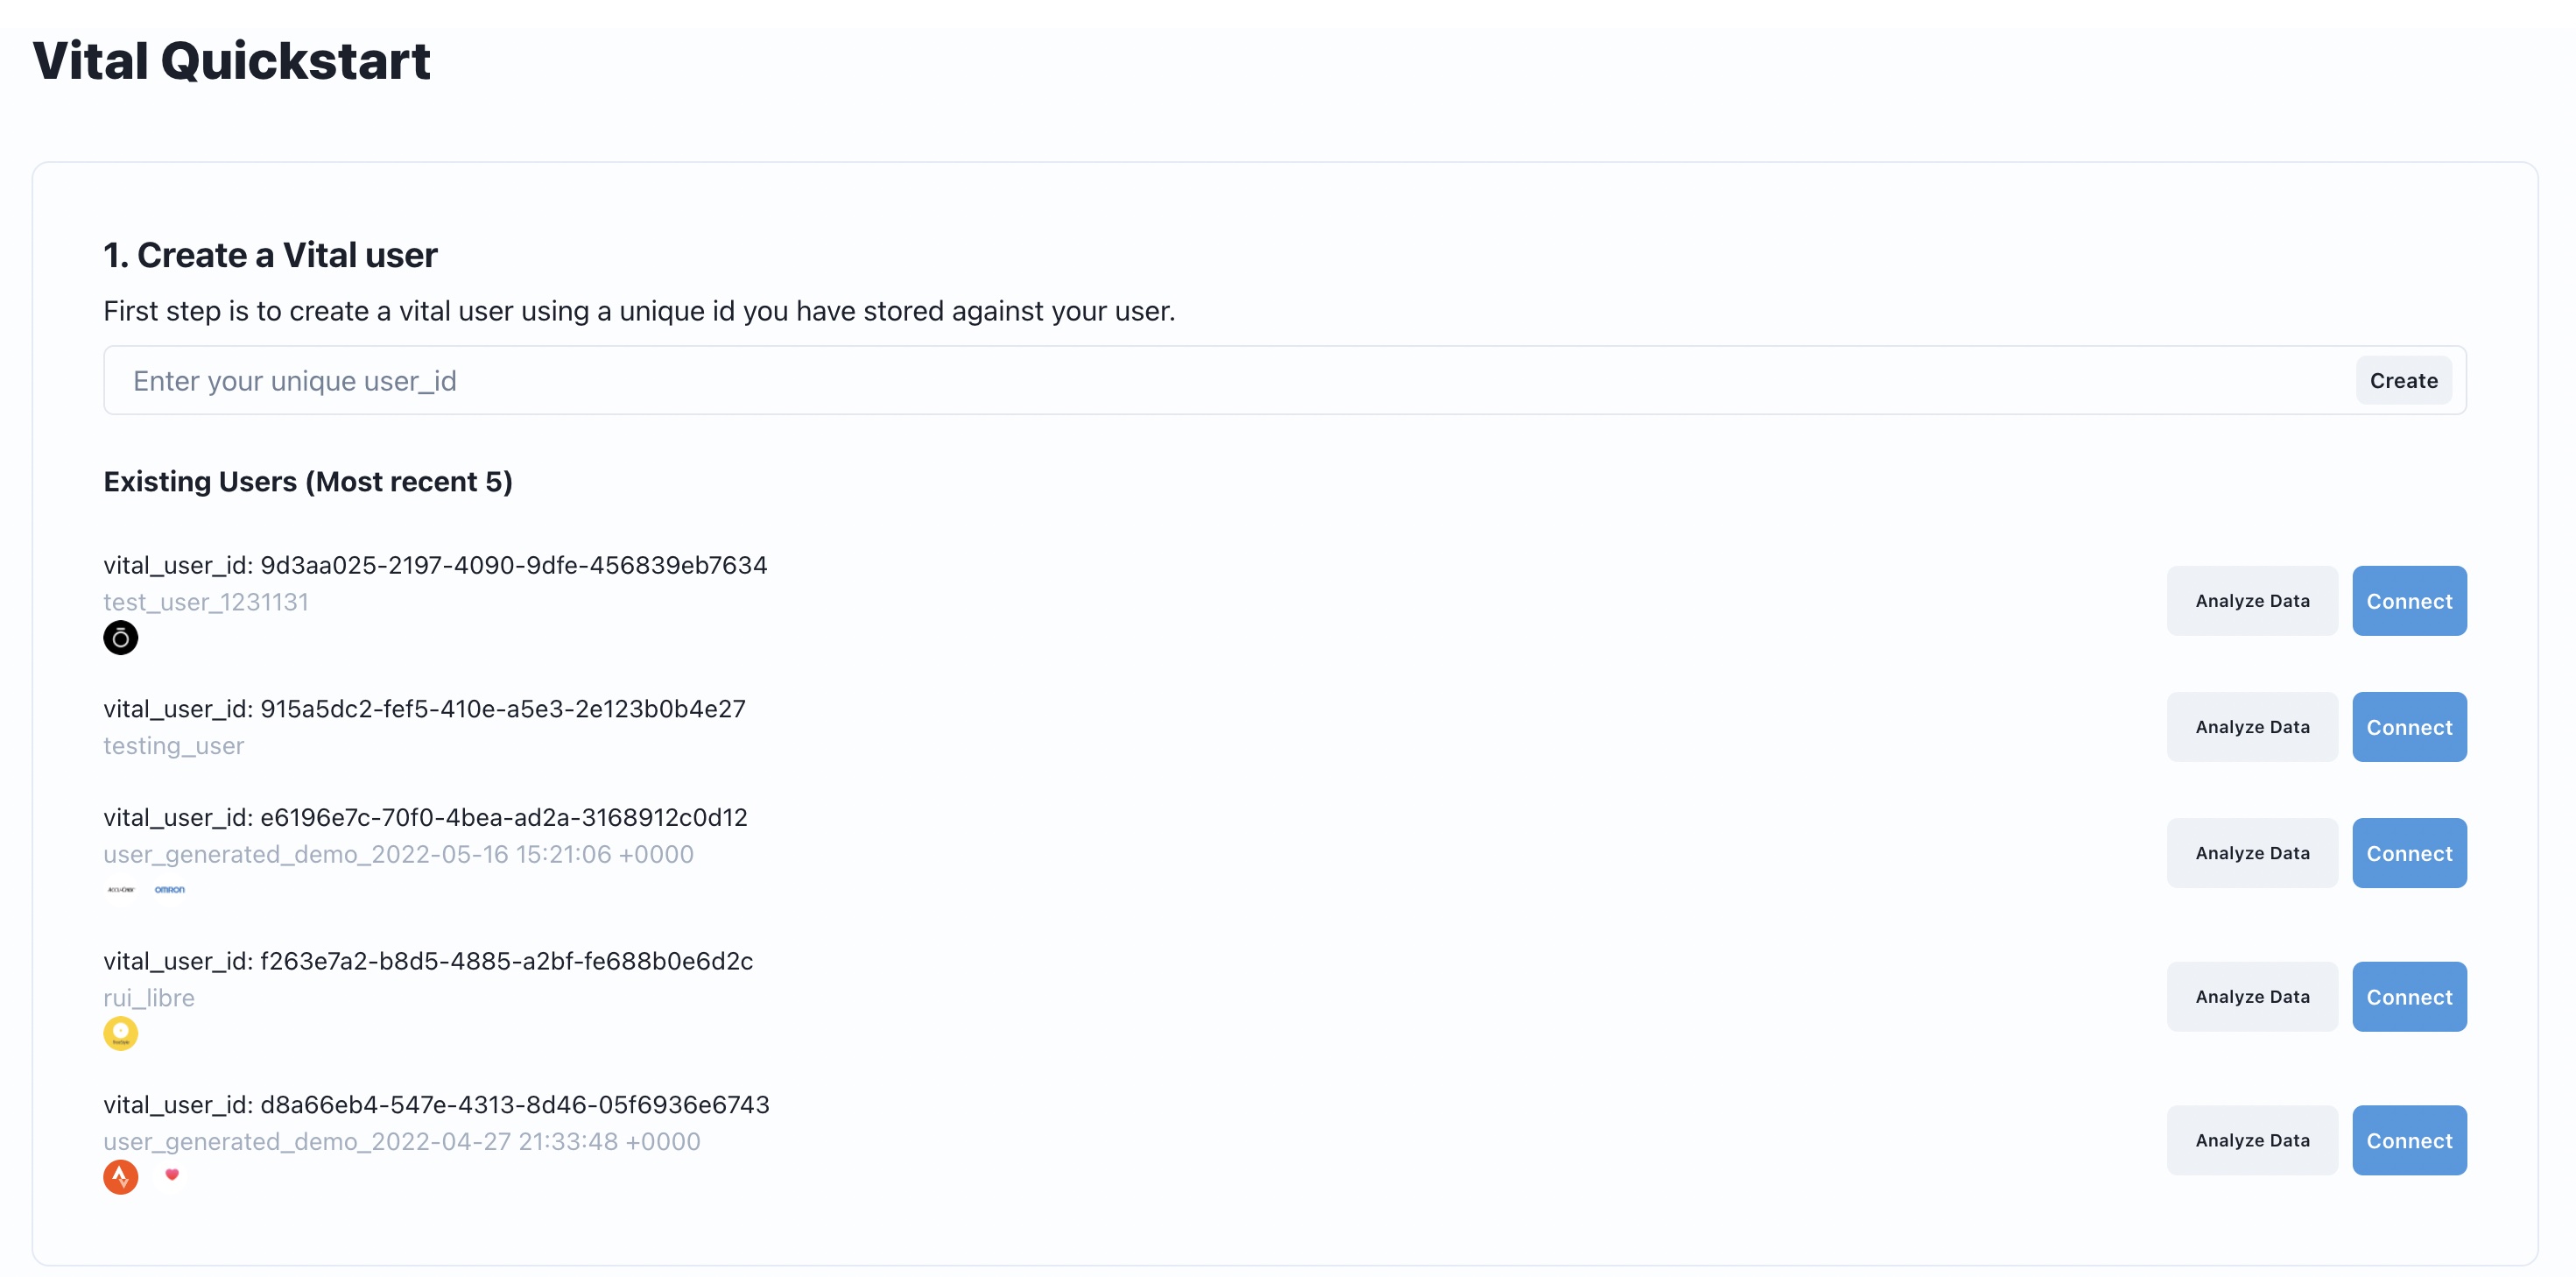 Vital Quickstart
1. Create a Vital user
First step is to create a vital user using a unique id you have stored against your user.
Enter your unique user_id
Create
Existing Users (Most recent 5)
vital_user_id: 9d3aa025-2197-4090-9dfe-456839eb7634
test_user_1231131
Analyze Data
Connect
vital_user_id: 915a5dc2-fef5-410e-a5e3-2e123b0b4e27
testing_user
Analyze Data
Connect
vital_user_id: e6196e7c-70f0-4bea-ad2a-3168912c0d12
user_generated_demo_2022-05-16 15:21:06 +0000
OMRON
Analyze Data
Connect
vital_user_id: f263e7a2-b8d5-4885-a2bf-fe688b0e6d2c
rui_libre
Analyze Data
Connect
vital_user_id: d8a66eb4-547e-4313-8d46-05f6936e6743
user_generated_demo_2022-04-27 21:33:48 +0000
Analyze Data
Connect